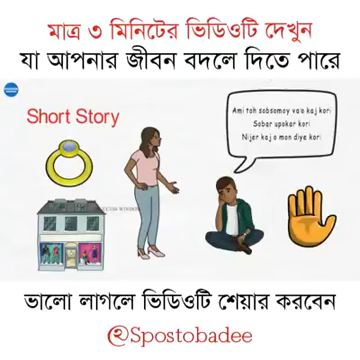 মাত্র ৩ মিনিটের ভিডিওটি দেখুন
যা আপনার জীবন বদলে দিতে পারে
Short Story
Ami toh sobsomoy valo kaj kori
Sobar upokar kori
Nijer kaj o mon diye kori
ভালো লাগলে ভিডিওটি শেয়ার করবেন
@Spostobadee